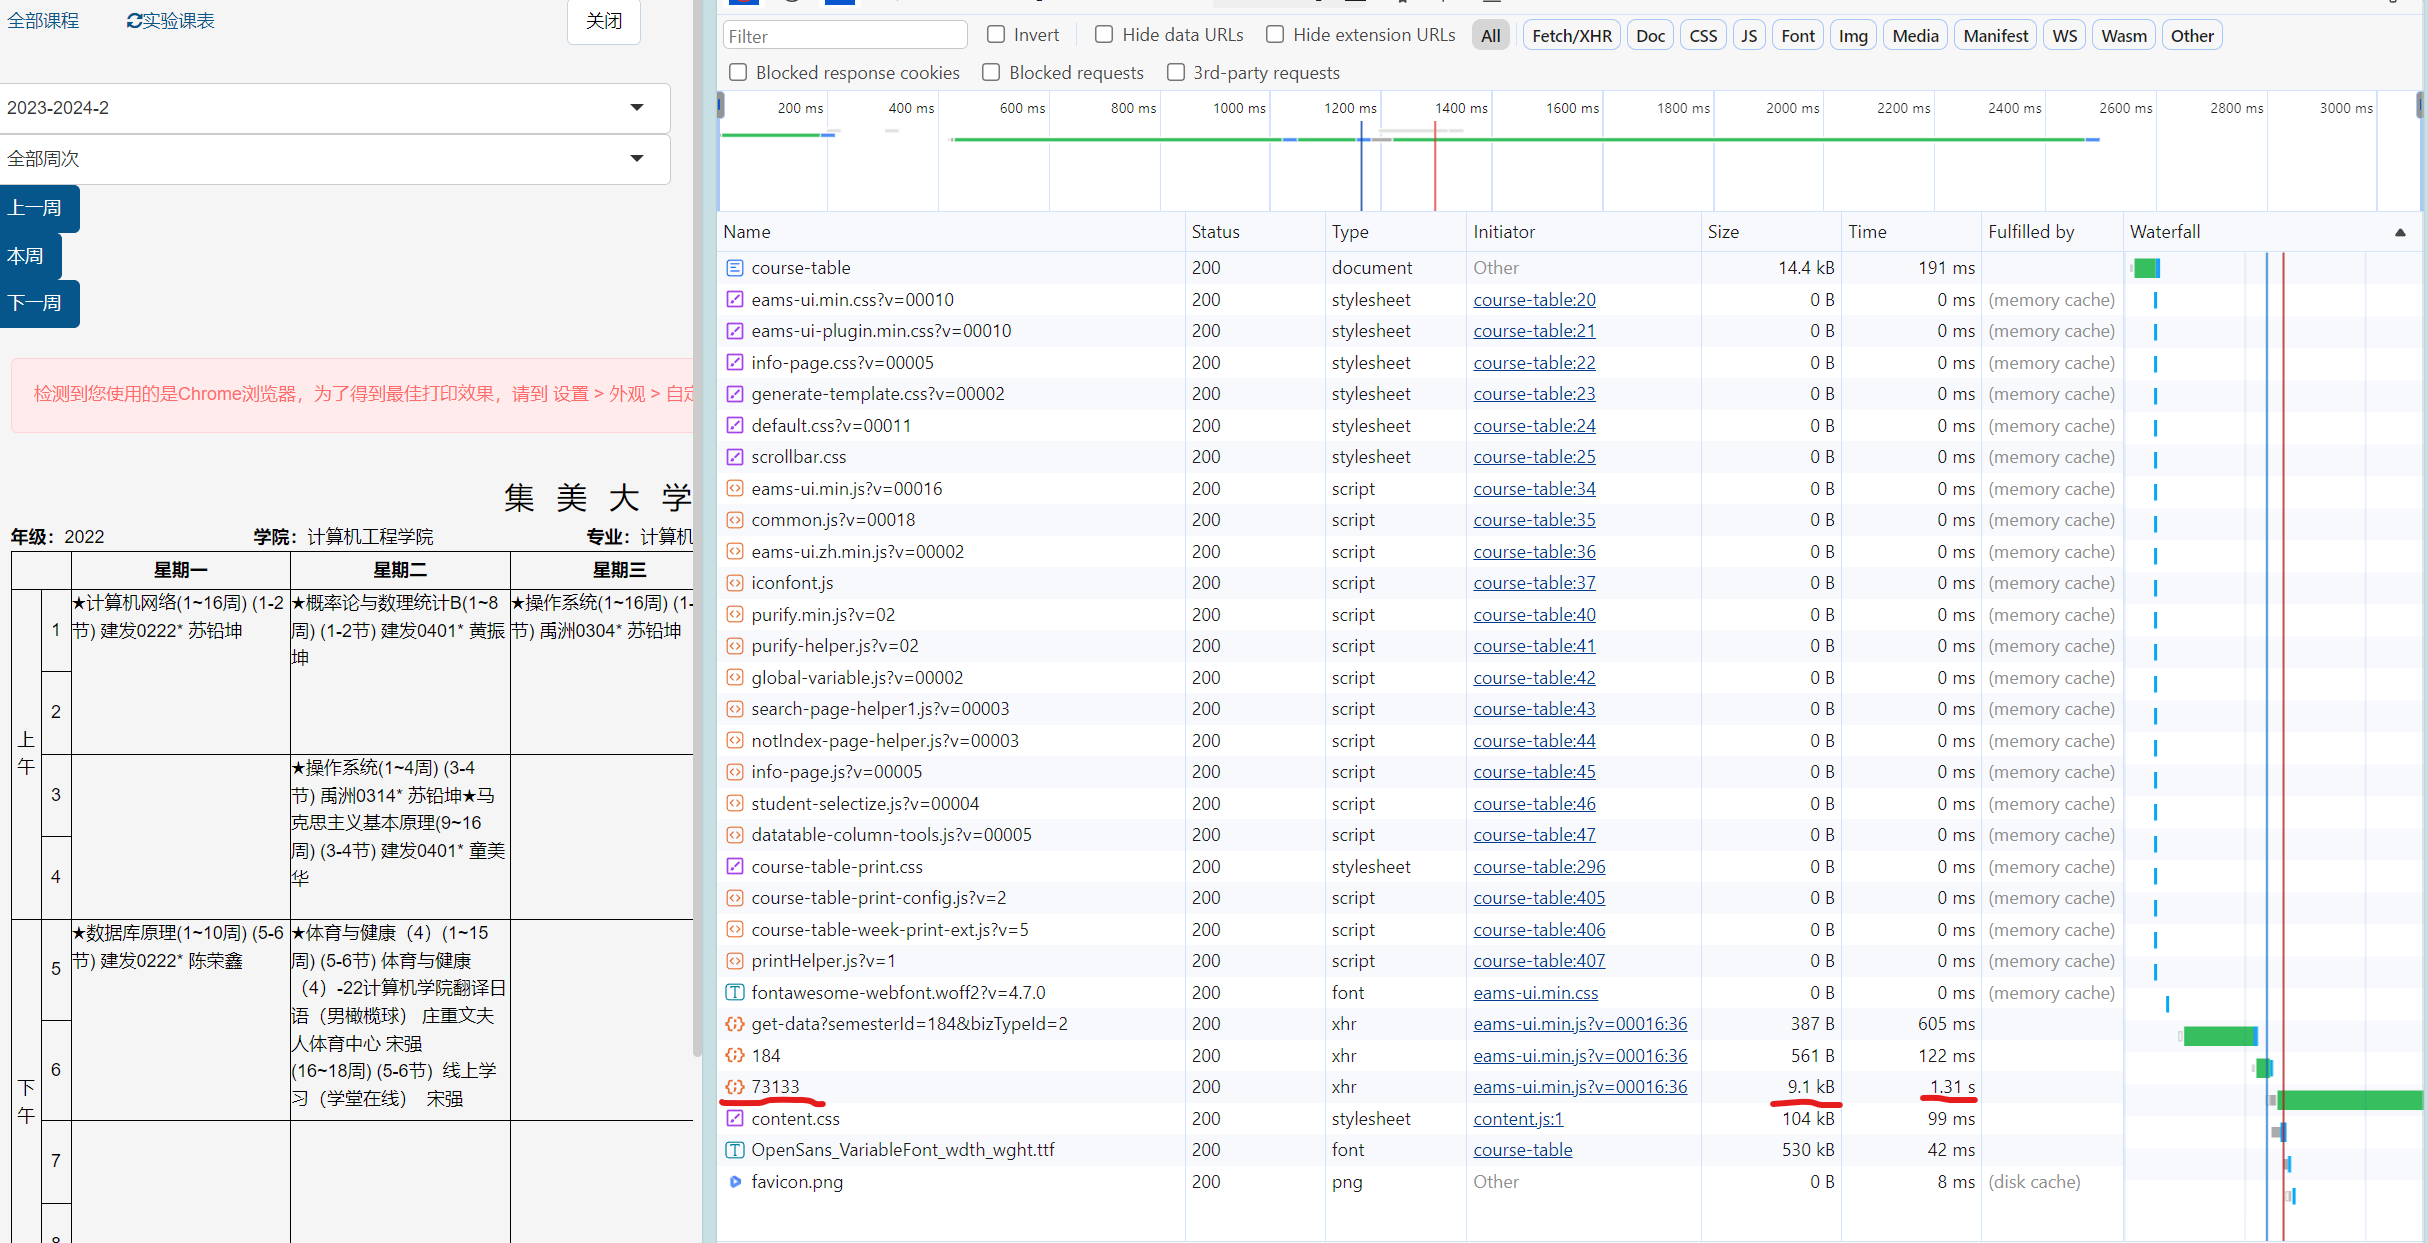 全部课程 实验课表 关闭
2023-2024-2
全部周次
上一周
本周
下一周
检测到您使用的是Chrome浏览器，为了得到最佳打印效果，请到 设置 > 外观 > 自定
集 美 大 学
年级：2022 学院：计算机工程学院 专业：计算机
星期一 星期二 星期三
上午
1
★计算机网络(1~16周) (1-2
节) 建发0222* 苏铅坤
★概率论与数理统计B(1~8
周) (1-2节) 建发0401* 黄振
坤
★操作系统(1~16周) (1-
节) 禹洲0304* 苏铅坤
2
3
★操作系统(1~4周) (3-4
节) 禹洲0314* 苏铅坤★马
克思主义基本原理(9~16
周) (3-4节) 建发0401* 童美
华
4
下午
5
★数据库原理(1~10周) (5-6
节) 建发0222* 陈荣鑫
★体育与健康（4）(1~15
周) (5-6节) 体育与健康
（4）-22计算机学院翻译日
语（男橄榄球） 庄重文夫
人体育中心 宋强
(16~18周) (5-6节) 线上学
习（学堂在线） 宋强
6
7
8
Filter Invert Hide data URLs Hide extension URLs All Fetch/XHR Doc CSS JS Font Img Media Manifest WS Wasm Other
Blocked response cookies Blocked requests 3rd-party requests
200 ms 400 ms 600 ms 800 ms 1000 ms 1200 ms 1400 ms 1600 ms 1800 ms 2000 ms 2200 ms 2400 ms 2600 ms 2800 ms 3000 ms
Name Status Type Initiator Size Time Fulfilled by Waterfall
course-table 200 document Other 14.4 kB 191 ms
eams-ui.min.css?v=00010 200 stylesheet course-table:20 0 B 0 ms (memory cache)
eams-ui-plugin.min.css?v=00010 200 stylesheet course-table:21 0 B 0 ms (memory cache)
info-page.css?v=00005 200 stylesheet course-table:22 0 B 0 ms (memory cache)
generate-template.css?v=00002 200 stylesheet course-table:23 0 B 0 ms (memory cache)
default.css?v=00011 200 stylesheet course-table:24 0 B 0 ms (memory cache)
scrollbar.css 200 stylesheet course-table:25 0 B 0 ms (memory cache)
eams-ui.min.js?v=00016 200 script course-table:34 0 B 0 ms (memory cache)
common.js?v=00018 200 script course-table:35 0 B 0 ms (memory cache)
eams-ui.zh.min.js?v=00002 200 script course-table:36 0 B 0 ms (memory cache)
iconfont.js 200 script course-table:37 0 B 0 ms (memory cache)
purify.min.js?v=02 200 script course-table:40 0 B 0 ms (memory cache)
purify-helper.js?v=02 200 script course-table:41 0 B 0 ms (memory cache)
global-variable.js?v=00002 200 script course-table:42 0 B 0 ms (memory cache)
search-page-helper1.js?v=00003 200 script course-table:43 0 B 0 ms (memory cache)
notIndex-page-helper.js?v=00003 200 script course-table:44 0 B 0 ms (memory cache)
info-page.js?v=00005 200 script course-table:45 0 B 0 ms (memory cache)
student-selectize.js?v=00004 200 script course-table:46 0 B 0 ms (memory cache)
datatable-column-tools.js?v=00005 200 script course-table:47 0 B 0 ms (memory cache)
course-table-print.css 200 stylesheet course-table:296 0 B 0 ms (memory cache)
course-table-print-config.js?v=2 200 script course-table:405 0 B 0 ms (memory cache)
course-table-week-print-ext.js?v=5 200 script course-table:406 0 B 0 ms (memory cache)
printHelper.js?v=1 200 script course-table:407 0 B 0 ms (memory cache)
fontawesome-webfont.woff2?v=4.7.0 200 font eams-ui.min.css 0 B 0 ms (memory cache)
get-data?semesterId=184&bizTypeId=2 200 xhr eams-ui.min.js?v=00016:36 387 B 605 ms
184 200 xhr eams-ui.min.js?v=00016:36 561 B 122 ms
73133 200 xhr eams-ui.min.js?v=00016:36 9.1 kB 1.31 s
content.css 200 stylesheet content.js:1 104 kB 99 ms
OpenSans_VariableFont_wdth_wght.ttf 200 font course-table 530 kB 42 ms
favicon.png 200 png Other 0 B 8 ms (disk cache)